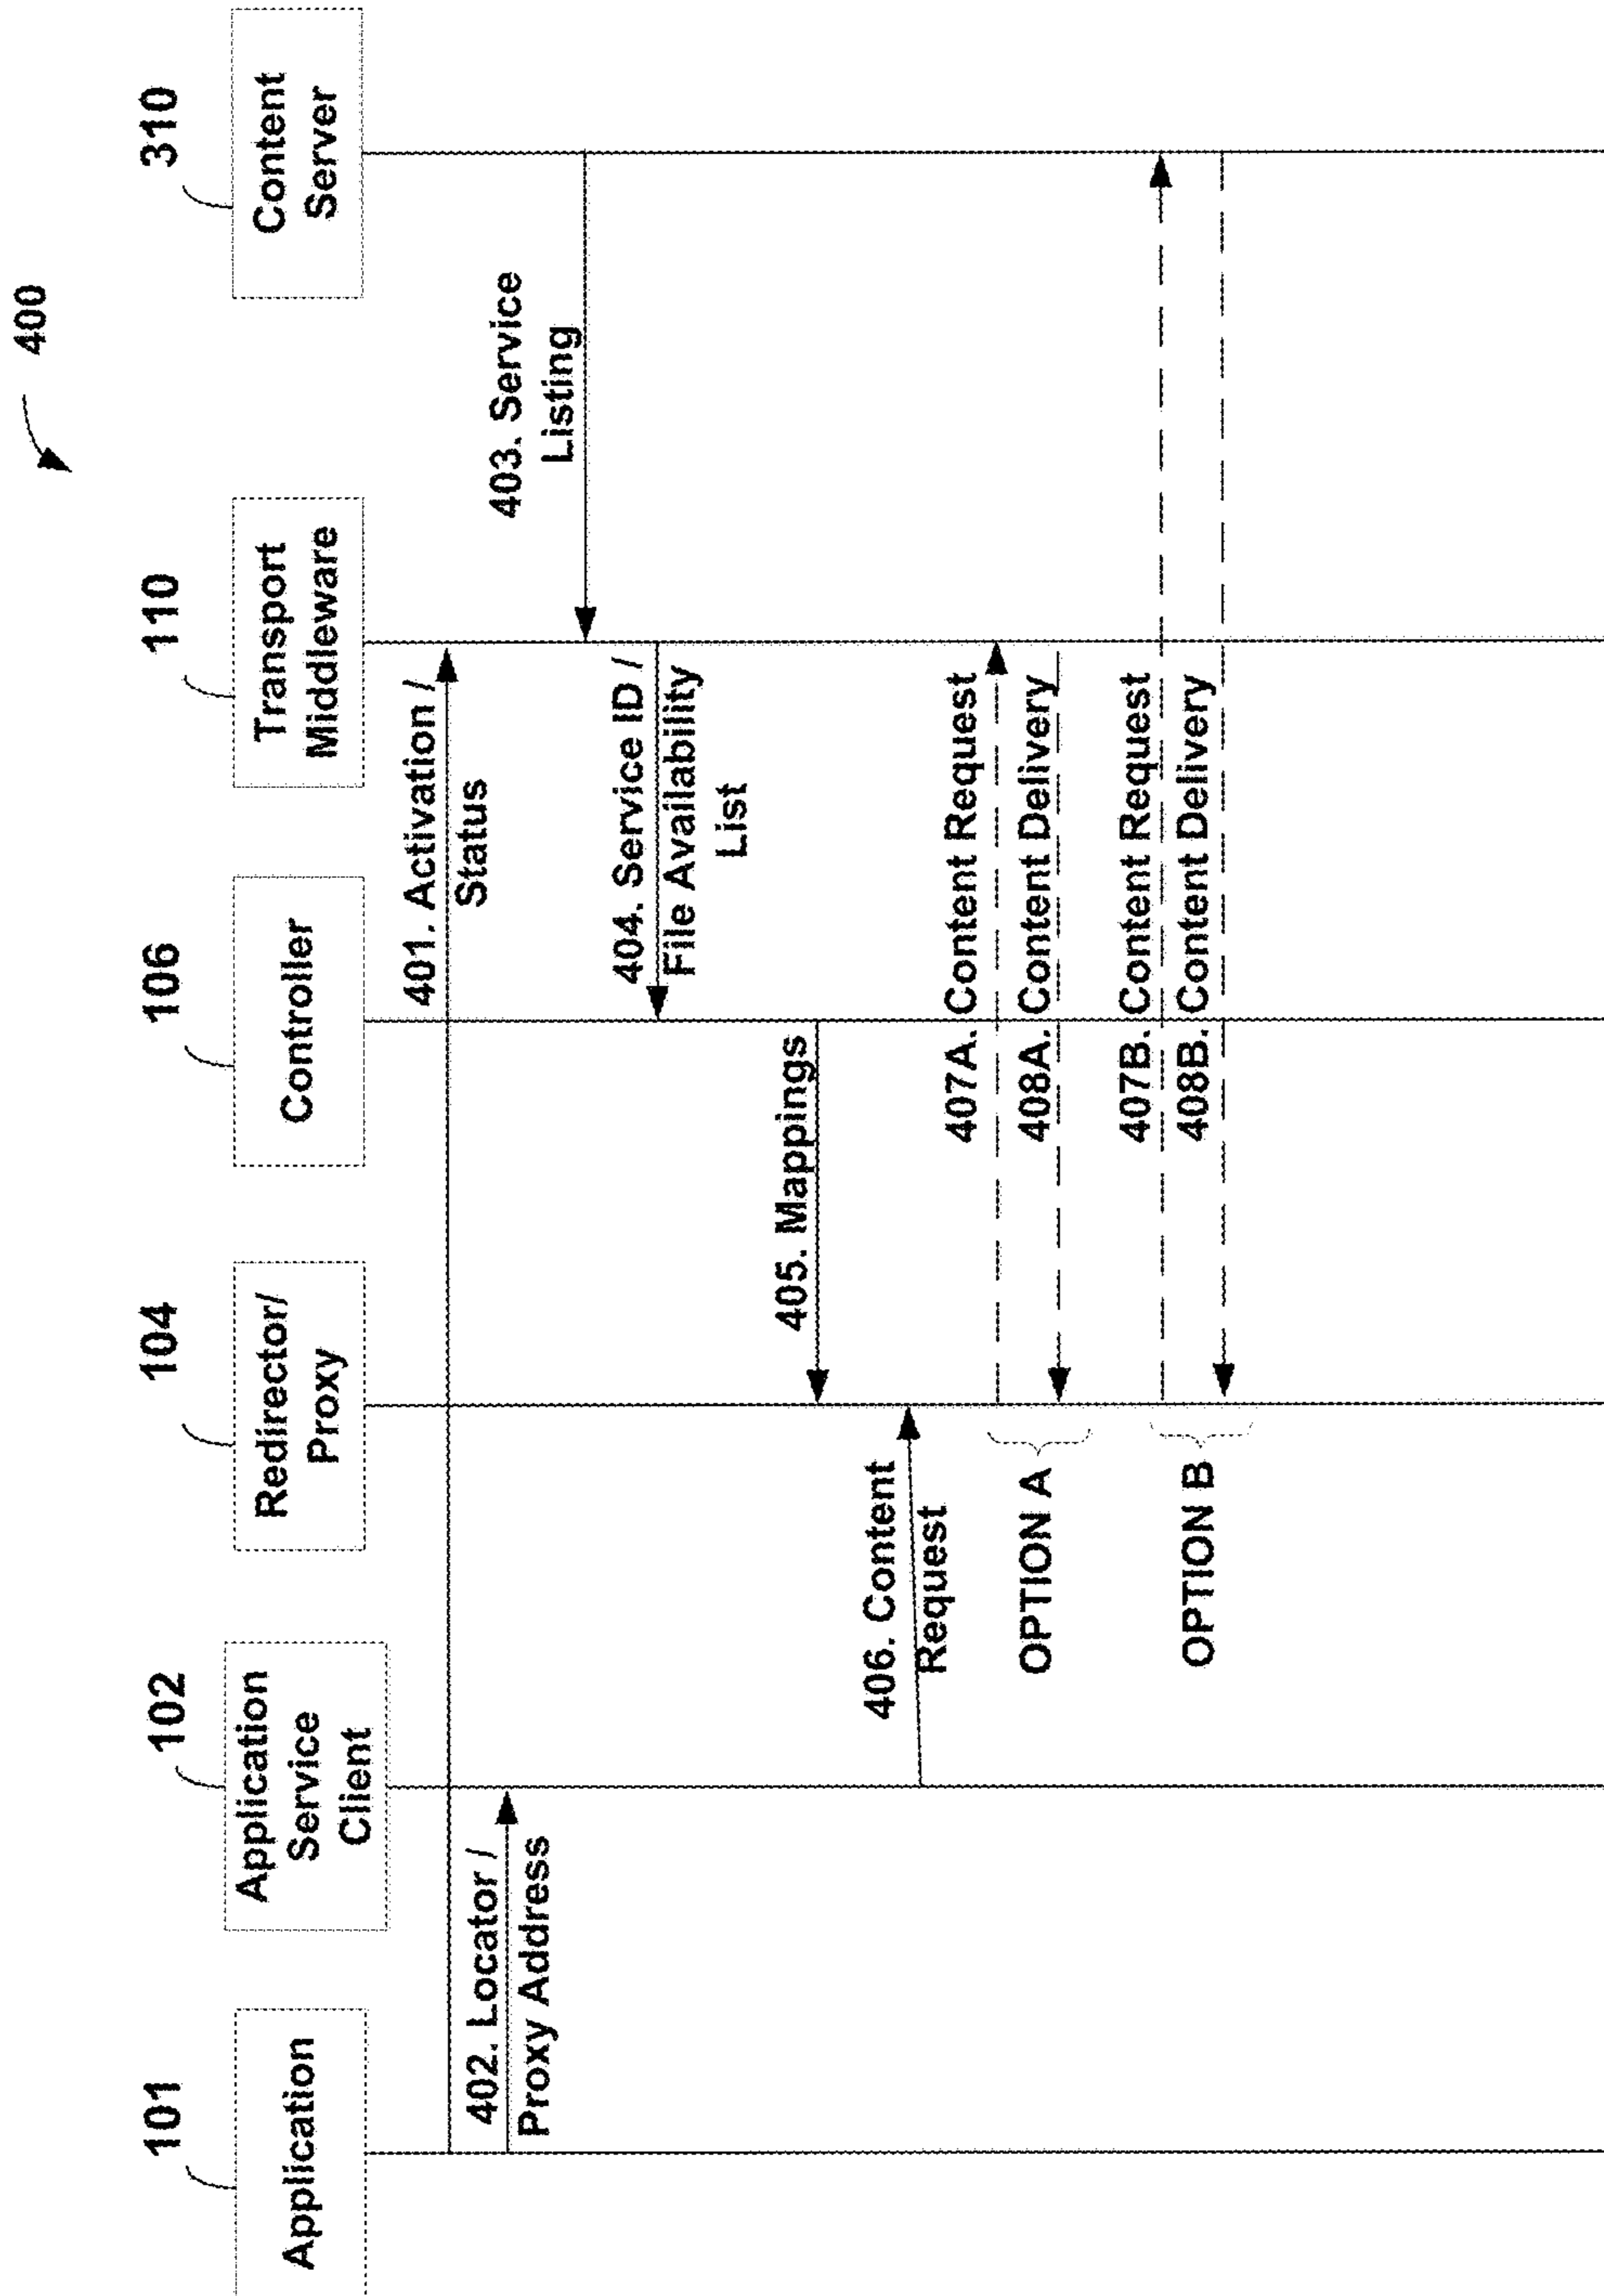 400
101
102
104
106
110
310
Application
Application
Service
Client
Redirector/
Proxy
Controller
Transport
Middleware
Content
Server
401. Activation /
Status
402. Locator /
Proxy Address
403. Service
Listing
404. Service ID /
File Availability
List
405. Mappings
406. Content
Request
407A. Content Request
408A. Content Delivery
OPTION A
407B. Content Request
408B. Content Delivery
OPTION B